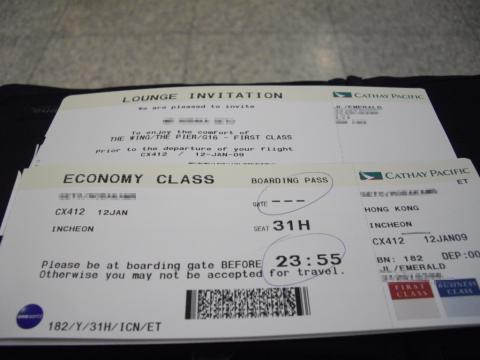 LOUNGE INVITATION
We are pleased to invite
To enjoy the comfort of
THE WING/THE PIER/G16 - FIRST CLASS
Prior to the departure of your flight
CX412 / 12-JAN-09
CATHAY PACIFIC
JL/EMERALD
ECONOMY CLASS
BOARDING PASS
GATE ---
CX412 12JAN
SEAT 31H
INCHEON
Please be at boarding gate BEFORE 23:55
Otherwise you may not be accepted for travel.
oneworld
182/Y/31H/ICN/ET
CATHAY PACIFIC
ET
HONG KONG
INCHEON
CX412 12JAN09
BN: 182 DEP:00
JL/EMERALD
FIRST CLASS
BUSINESS CLASS